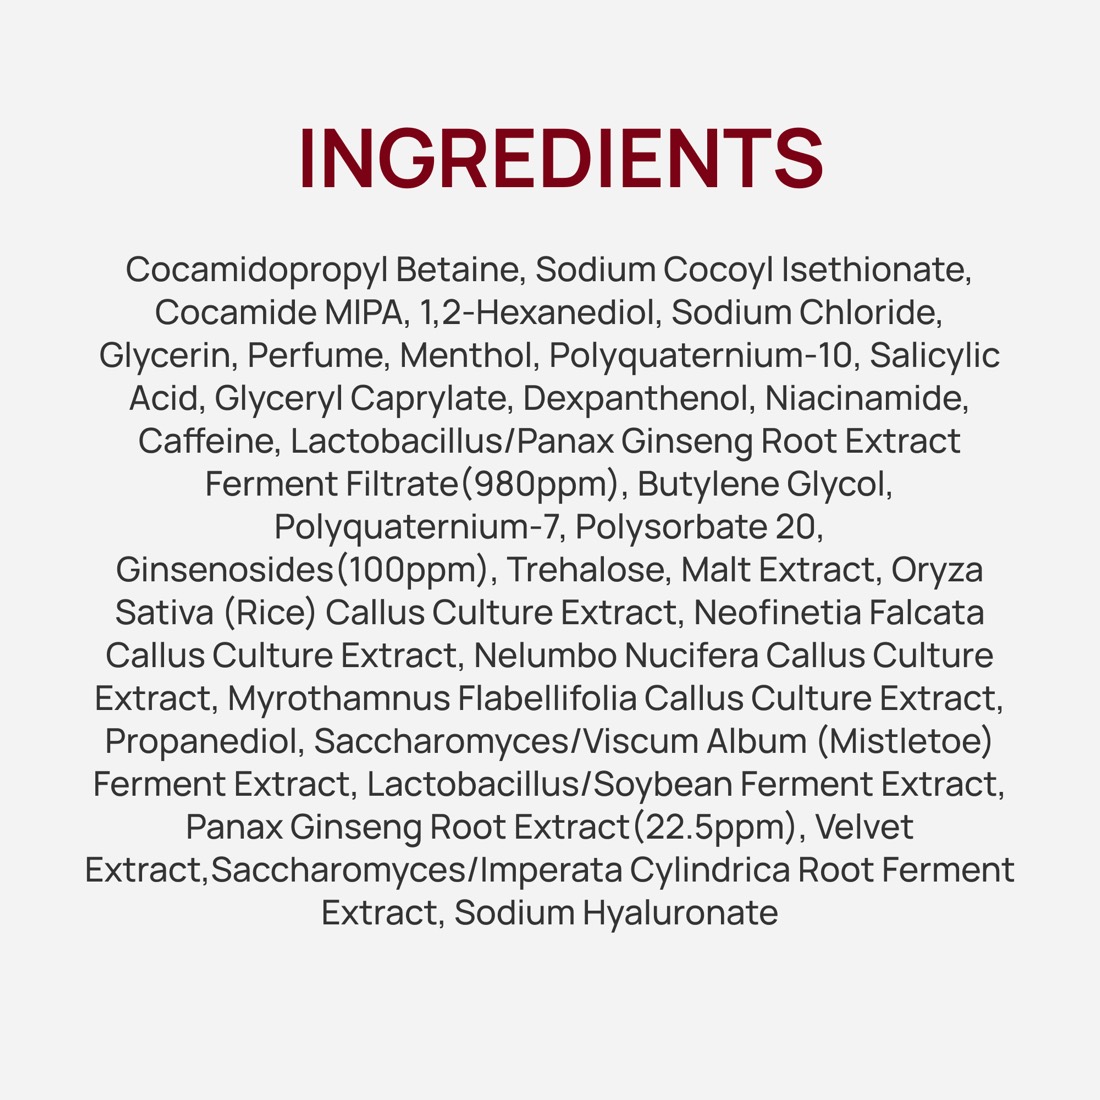 INGREDIENTS
Cocamidopropyl Betaine, Sodium Cocoyl Isethionate,
Cocamide MIPA, 1,2-Hexanediol, Sodium Chloride,
Glycerin, Perfume, Menthol, Polyquaternium-10, Salicylic
Acid, Glyceryl Caprylate, Dexpanthenol, Niacinamide,
Caffeine, Lactobacillus/Panax Ginseng Root Extract
Ferment Filtrate(980ppm), Butylene Glycol,
Polyquaternium-7, Polysorbate 20,
Ginsenosides(100ppm), Trehalose, Malt Extract, Oryza
Sativa (Rice) Callus Culture Extract, Neofinetia Falcata
Callus Culture Extract, Nelumbo Nucifera Callus Culture
Extract, Myrothamnus Flabellifolia Callus Culture Extract,
Propanediol, Saccharomyces/Viscum Album (Mistletoe)
Ferment Extract, Lactobacillus/Soybean Ferment Extract,
Panax Ginseng Root Extract(22.5ppm), Velvet
Extract,Saccharomyces/Imperata Cylindrica Root Ferment
Extract, Sodium Hyaluronate